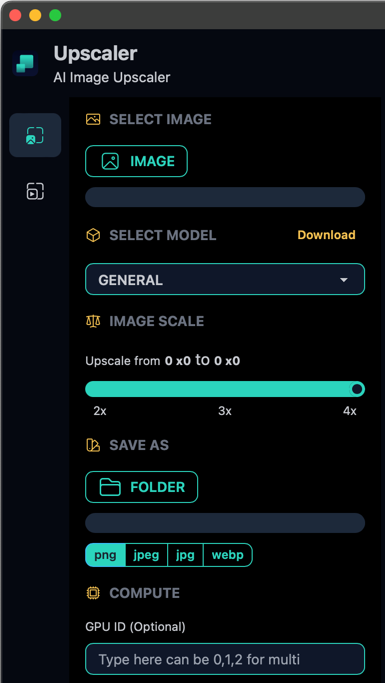 Upscaler
AI Image Upscaler
SELECT IMAGE
IMAGE
SELECT MODEL Download
GENERAL
IMAGE SCALE
Upscale from 0 x0 to 0 x0
2x 3x 4x
SAVE AS
FOLDER
png jpeg jpg webp
COMPUTE
GPU ID (Optional)
Type here can be 0,1,2 for multi